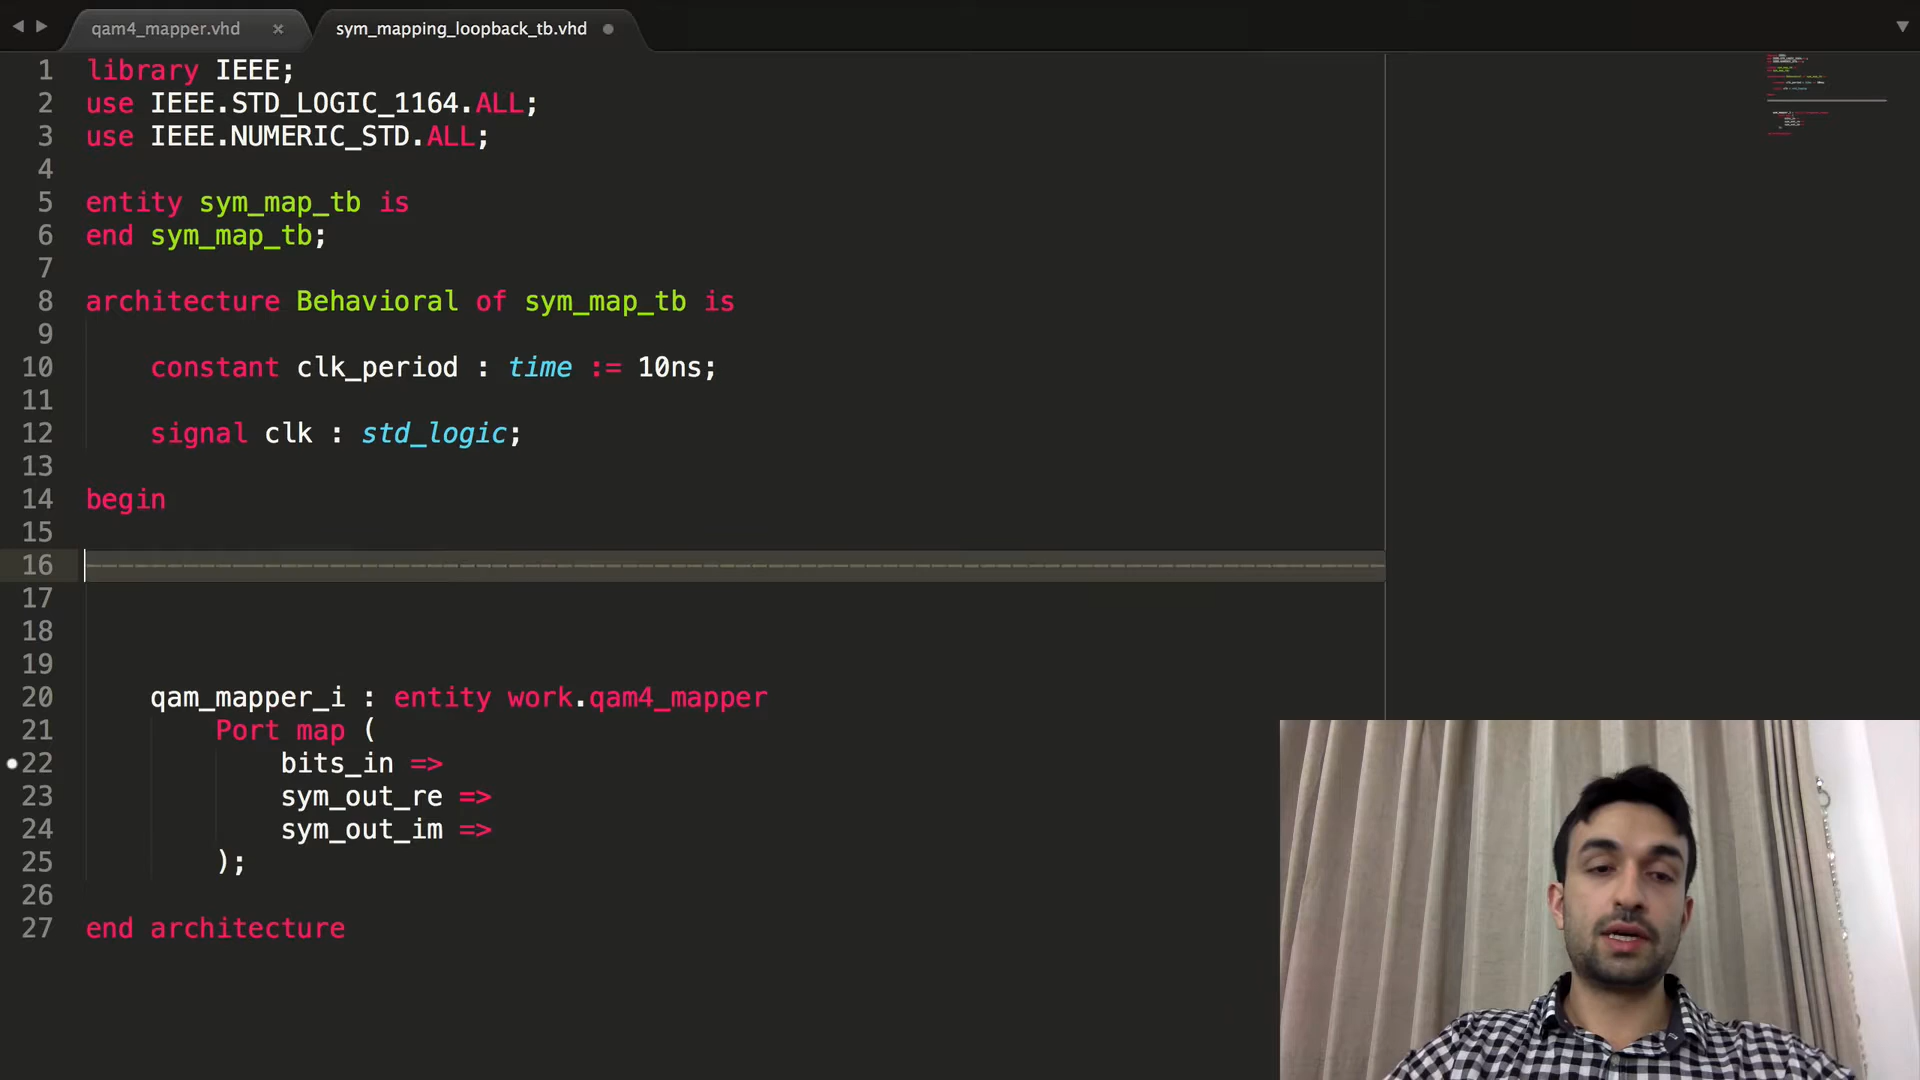 qam4_mapper.vhd × sym_mapping_loopback_tb.vhd
1 library IEEE;
2 use IEEE.STD_LOGIC_1164.ALL;
3 use IEEE.NUMERIC_STD.ALL;
4
5 entity sym_map_tb is
6 end sym_map_tb;
7
8 architecture Behavioral of sym_map_tb is
9
10 constant clk_period : time := 10ns;
11
12 signal clk : std_logic;
13
14 begin
15
16 --------------------------------------------------------------------------------
17
18
19
20 qam_mapper_i : entity work.qam4_mapper
21 Port map (
22 bits_in =>
23 sym_out_re =>
24 sym_out_im =>
25 );
26
27 end architecture